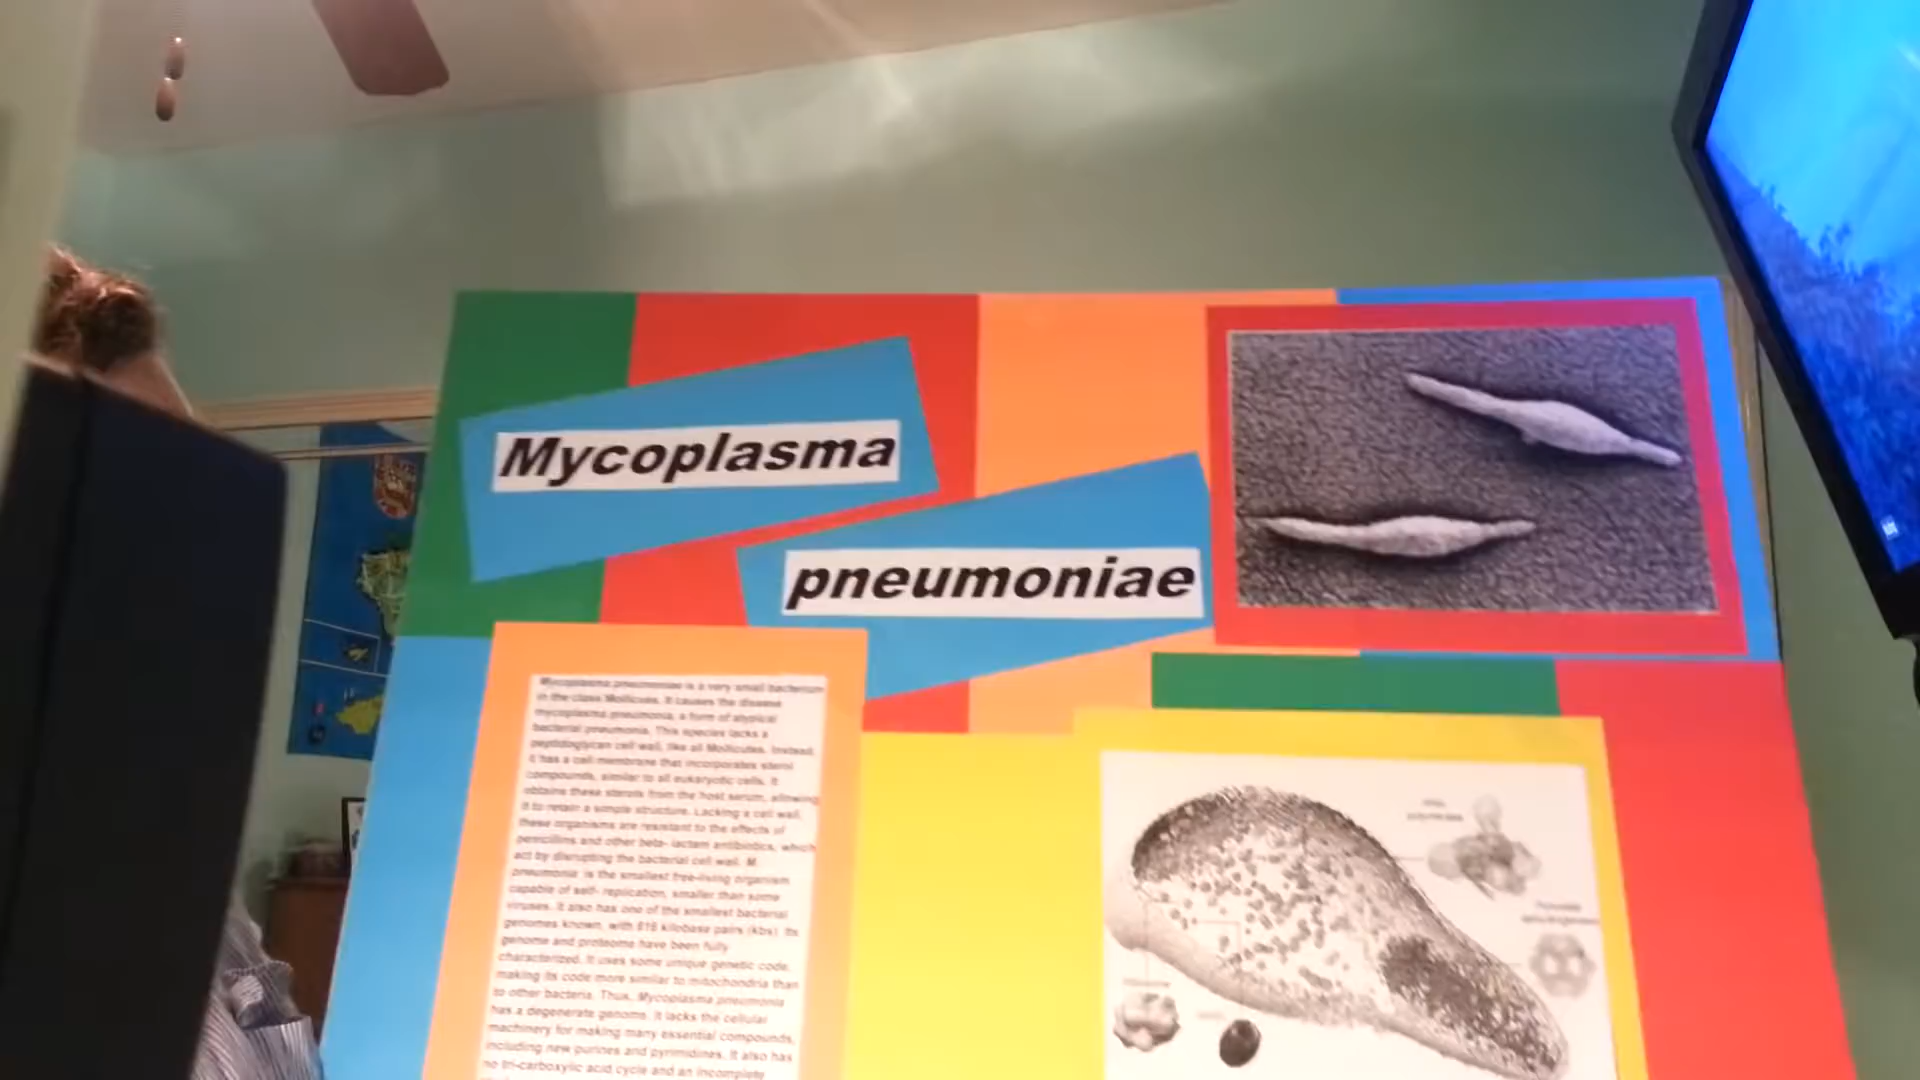 Mycoplasma
pneumoniae
Mycoplasma pneumoniae is a very small bacterium
in the class Mollicutes. It causes the disease
mycoplasma pneumonia, a form of atypical
bacterial pneumonia. This species lacks a
peptidoglycan cell wall, like all Mollicutes. Instead,
it has a cell membrane that incorporates sterol
compounds, similar to all eukaryotic cells. It
obtains these sterols from the host serum, allowing
it to retain a simple structure. Lacking a cell wall,
these organisms are resistant to the effects of
penicillins and other beta- lactam antibiotics, which
act by disrupting the bacterial cell wall. M.
pneumonia is the smallest free-living organism
capable of self- replication, smaller than some
viruses. It also has one of the smallest bacterial
genomes known, with 816 kilobase pairs (kbs). Its
genome and proteome have been fully
characterized. It uses some unique genetic code,
making its code more similar to mitochondria than
to other bacteria. Thus, Mycoplasma pneumonia
has a degenerate genome. It lacks the cellular
machinery for making many essential compounds,
including new purines and pyrimidines. It also has
no tri-carboxylic acid cycle and an incomplete